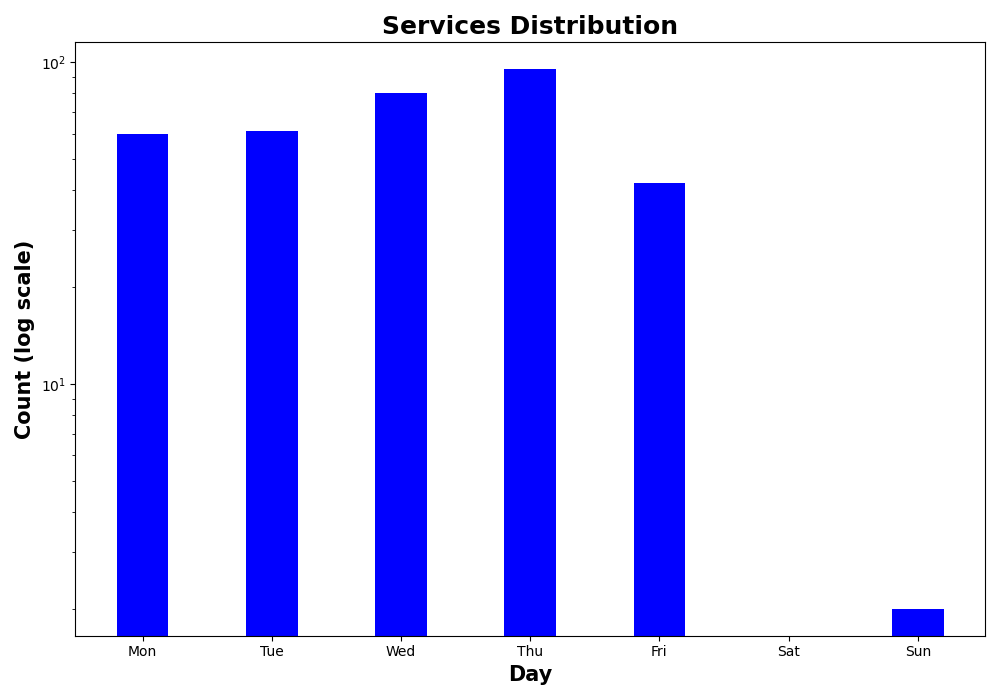 Services Distribution
Count (log scale)
10²
10¹
Mon Tue Wed Thu Fri Sat Sun
Day